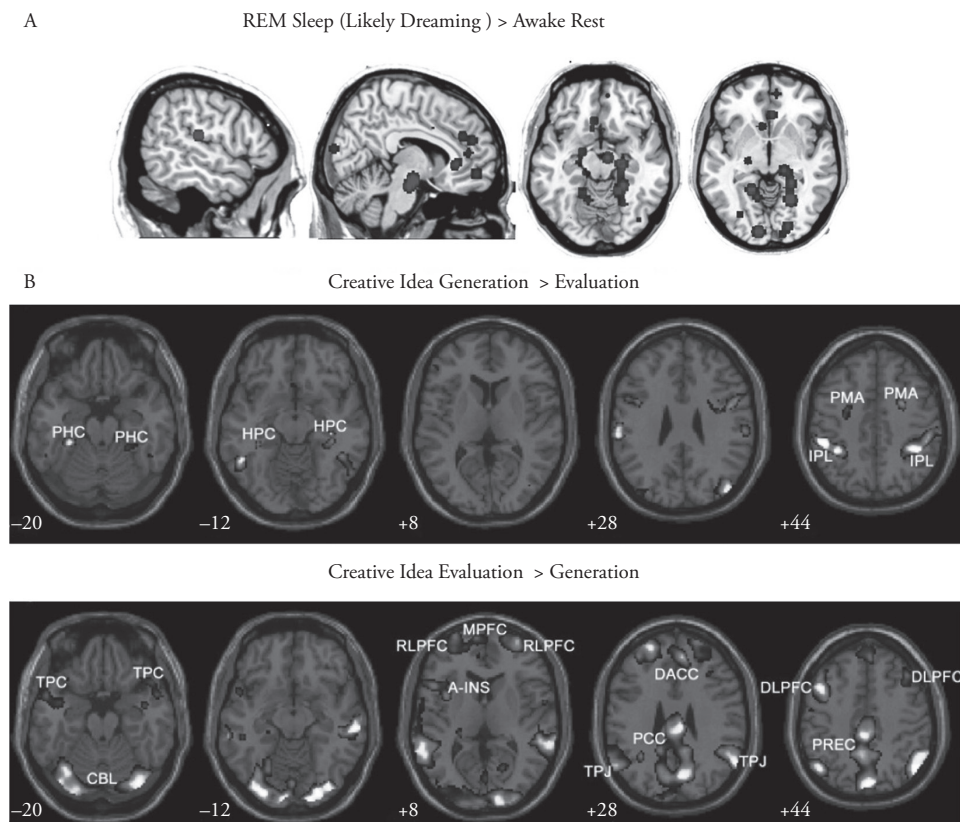 A
REM Sleep (Likely Dreaming ) > Awake Rest
B
Creative Idea Generation > Evaluation
PHC PHC
HPC HPC
PMA PMA
IPL IPL
–20 –12 +8 +28 +44
Creative Idea Evaluation > Generation
TPC TPC
CBL
RLPFC MPFC RLPFC
A-INS
DACC
PCC
TPJ TPJ
DLPFC DLPFC
PREC
–20 –12 +8 +28 +44